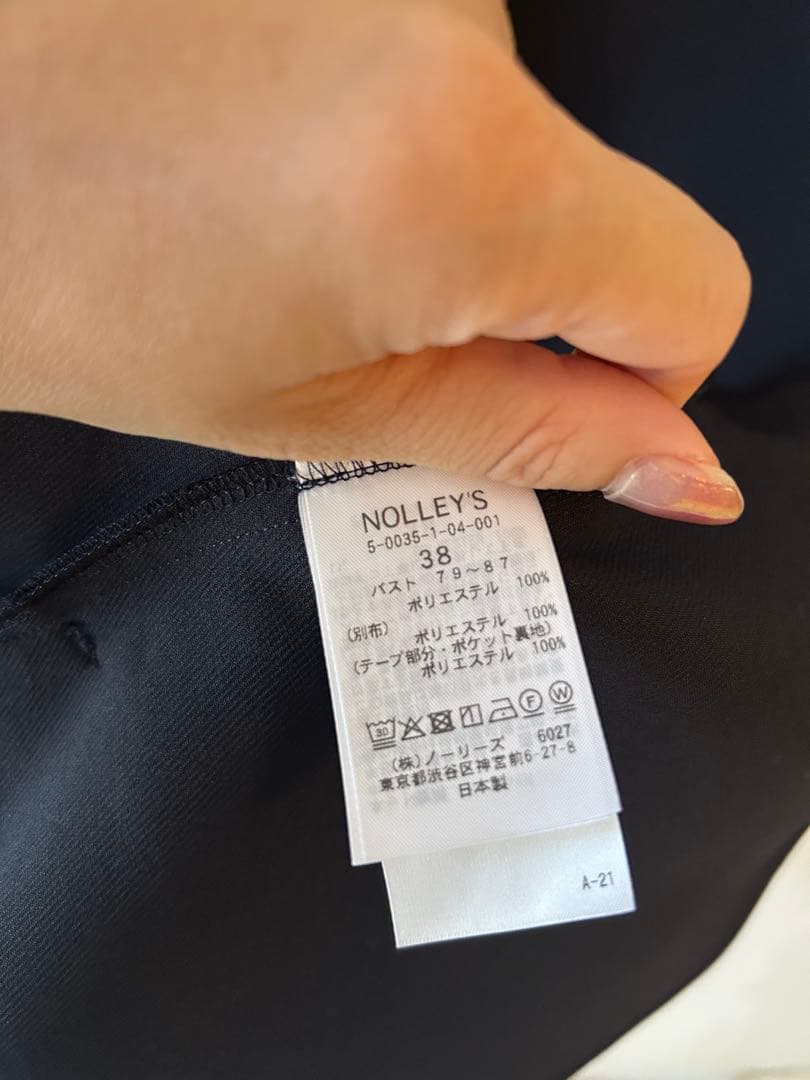 NOLLEY'S
5-0035-1-04-001
38
バスト 79~87
ポリエステル 100%
(別布) ポリエステル 100%
(テープ部分・ポケット裏地)
ポリエステル 100%
30 F W
(株)ノーリーズ 6027
東京都渋谷区神宮前6-27-8
日本製
A-21